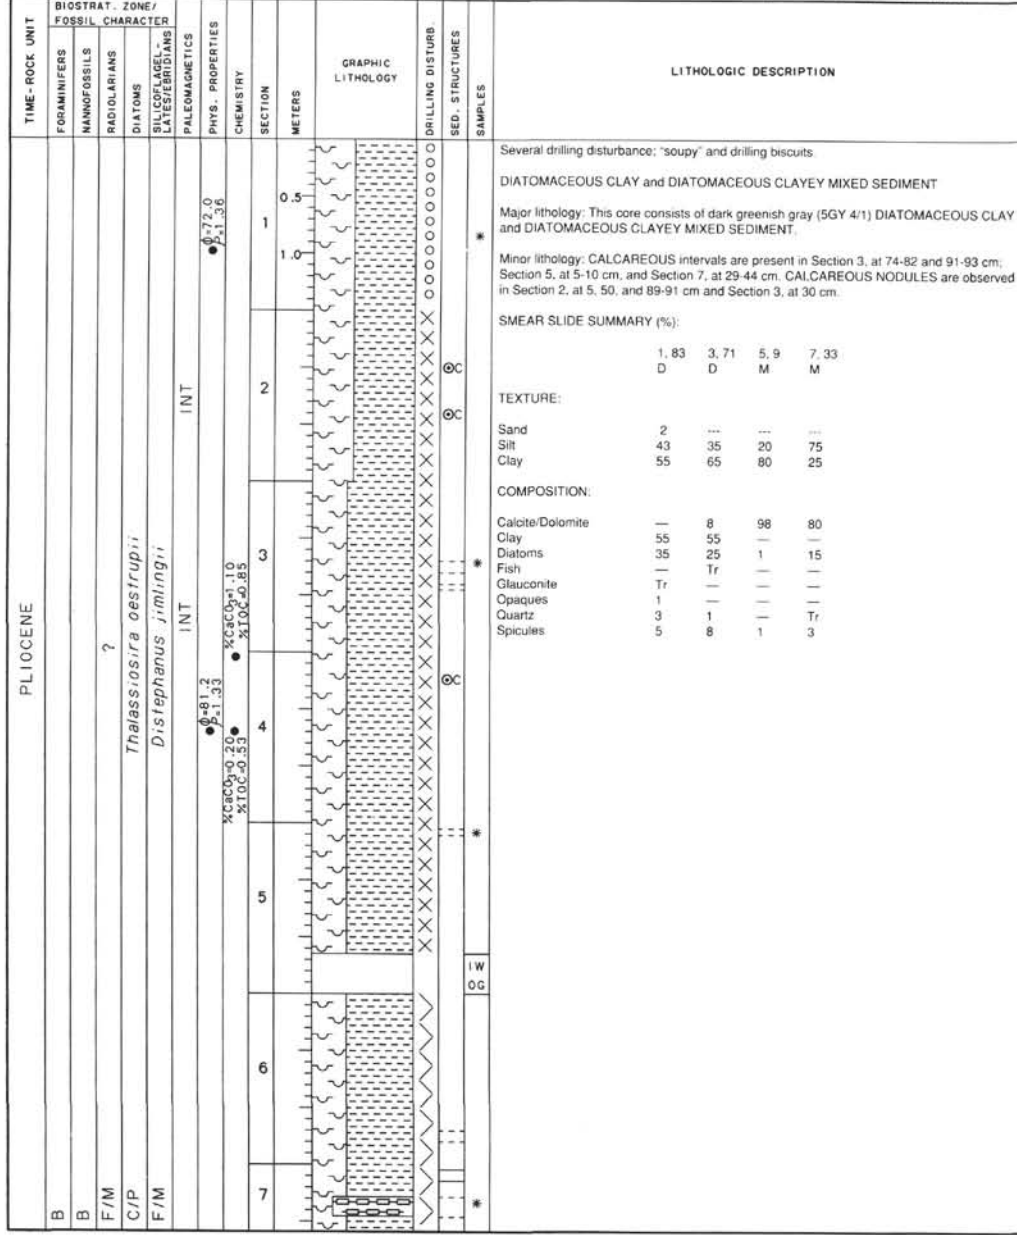 BIOSTRAT. ZONE/
FOSSIL CHARACTER
TIME-ROCK UNIT
FORAMINIFERS
NANNOFOSSILS
RADIOLARIANS
DIATOMS
SILICOFLAGEL-
LATES/EBRIDIANS
PALEOMAGNETICS
PHYS. PROPERTIES
CHEMISTRY
SECTION
METERS
GRAPHIC
LITHOLOGY
DRILLING DISTURB.
SED. STRUCTURES
SAMPLES
LITHOLOGIC DESCRIPTION
PLIOCENE
B
B
F/M
?
C/P
Thalassiosira oestrupii
F/M
Distephanus jimlingii
INT
INT
Φ=72.0
ρ=1.36
Φ=81.2
ρ=1.33
%CaCO3=1.10
%TOC=0.85
%CaCO3=0.20
%TOC=0.53
1
2
3
4
5
6
7
0.5
1.0
⊙C
⊙C
⊙C
*
*
*
IW
OG
*
Several drilling disturbance; "soupy" and drilling biscuits
DIATOMACEOUS CLAY and DIATOMACEOUS CLAYEY MIXED SEDIMENT
Major lithology: This core consists of dark greenish gray (5GY 4/1) DIATOMACEOUS CLAY
and DIATOMACEOUS CLAYEY MIXED SEDIMENT.
Minor lithology: CALCAREOUS intervals are present in Section 3, at 74-82 and 91-93 cm;
Section 5, at 5-10 cm, and Section 7, at 29-44 cm. CALCAREOUS NODULES are observed
in Section 2, at 5, 50, and 89-91 cm and Section 3, at 30 cm.
SMEAR SLIDE SUMMARY (%):
1, 83 3, 71 5, 9 7, 33
D D M M
TEXTURE:
Sand 2 --- --- ---
Silt 43 35 20 75
Clay 55 65 80 25
COMPOSITION:
Calcite/Dolomite — 8 98 80
Clay 55 55 — —
Diatoms 35 25 1 15
Fish — Tr — —
Glauconite Tr — — —
Opaques 1 — — —
Quartz 3 1 — Tr
Spicules 5 8 1 3